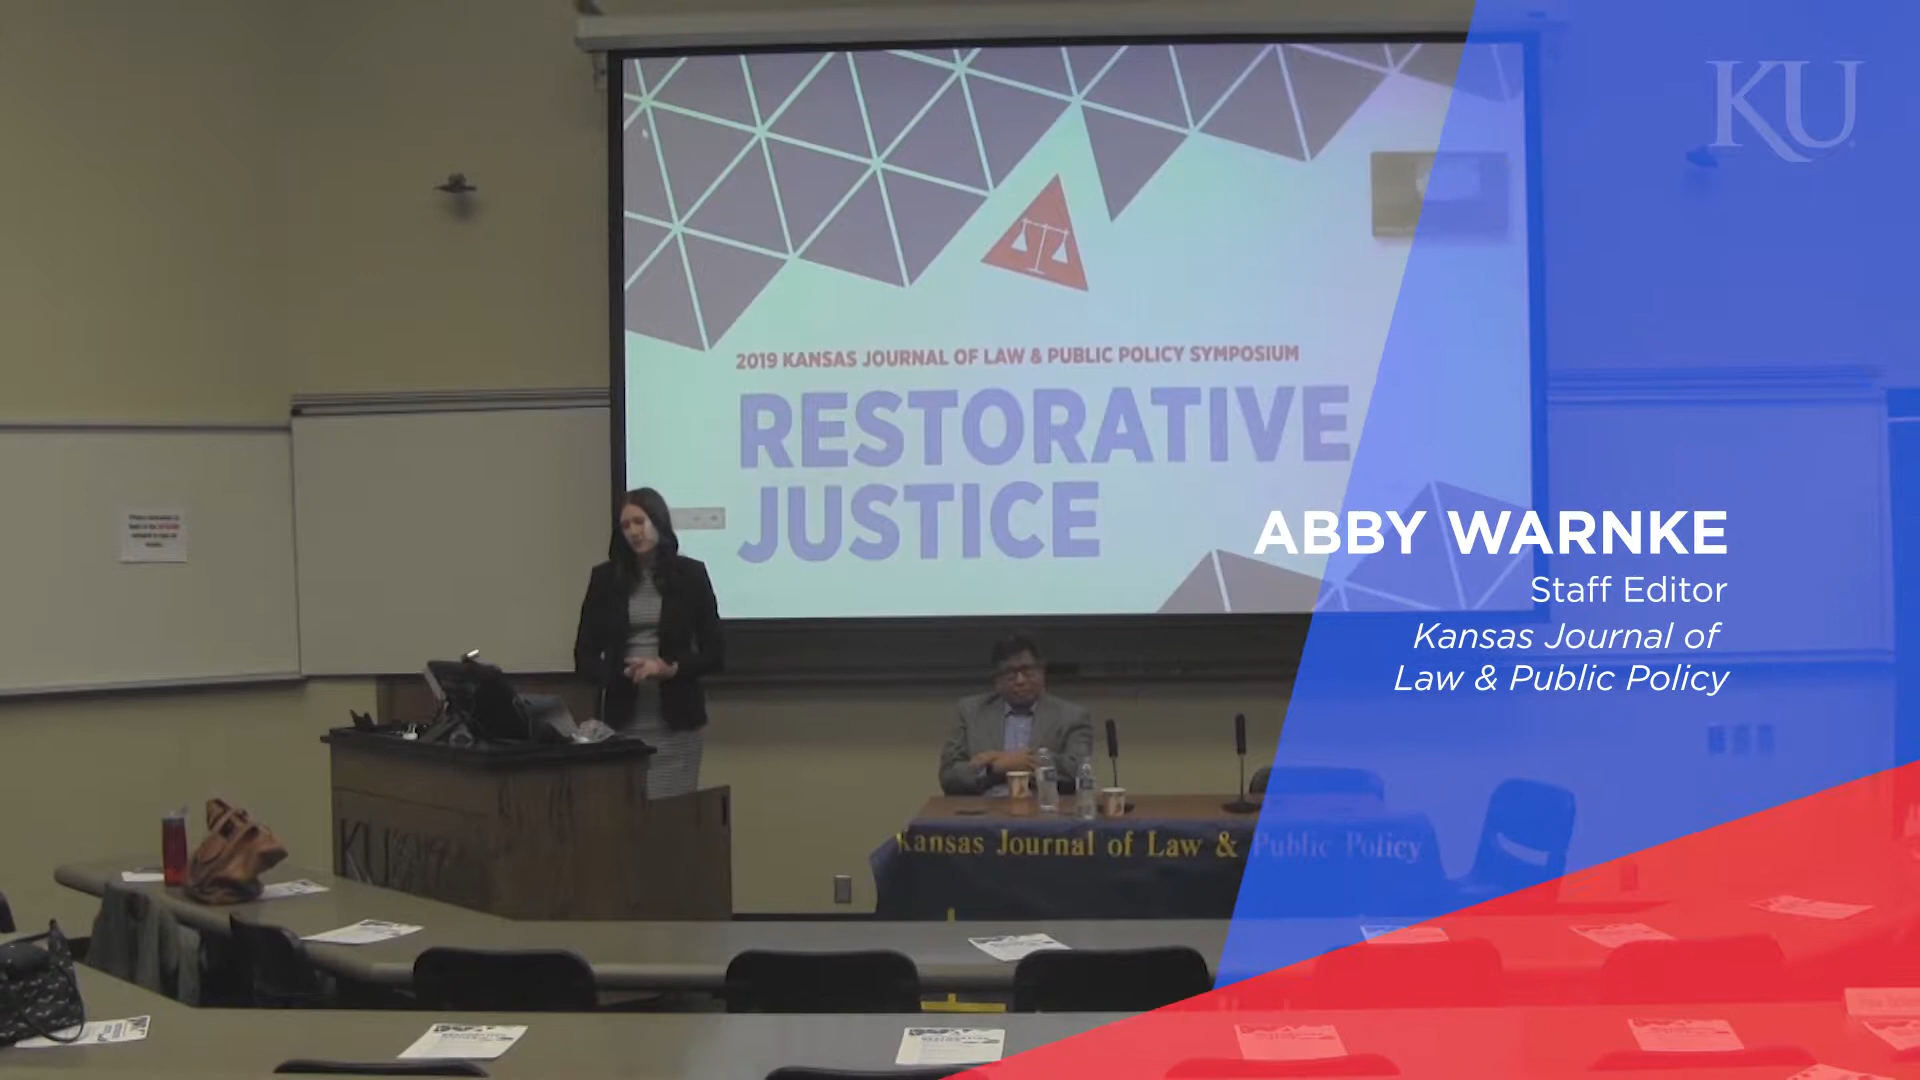 KU
2019 KANSAS JOURNAL OF LAW & PUBLIC POLICY SYMPOSIUM
RESTORATIVE
JUSTICE
ABBY WARNKE
Staff Editor
Kansas Journal of
Law & Public Policy
KU
Kansas Journal of Law & Public Policy